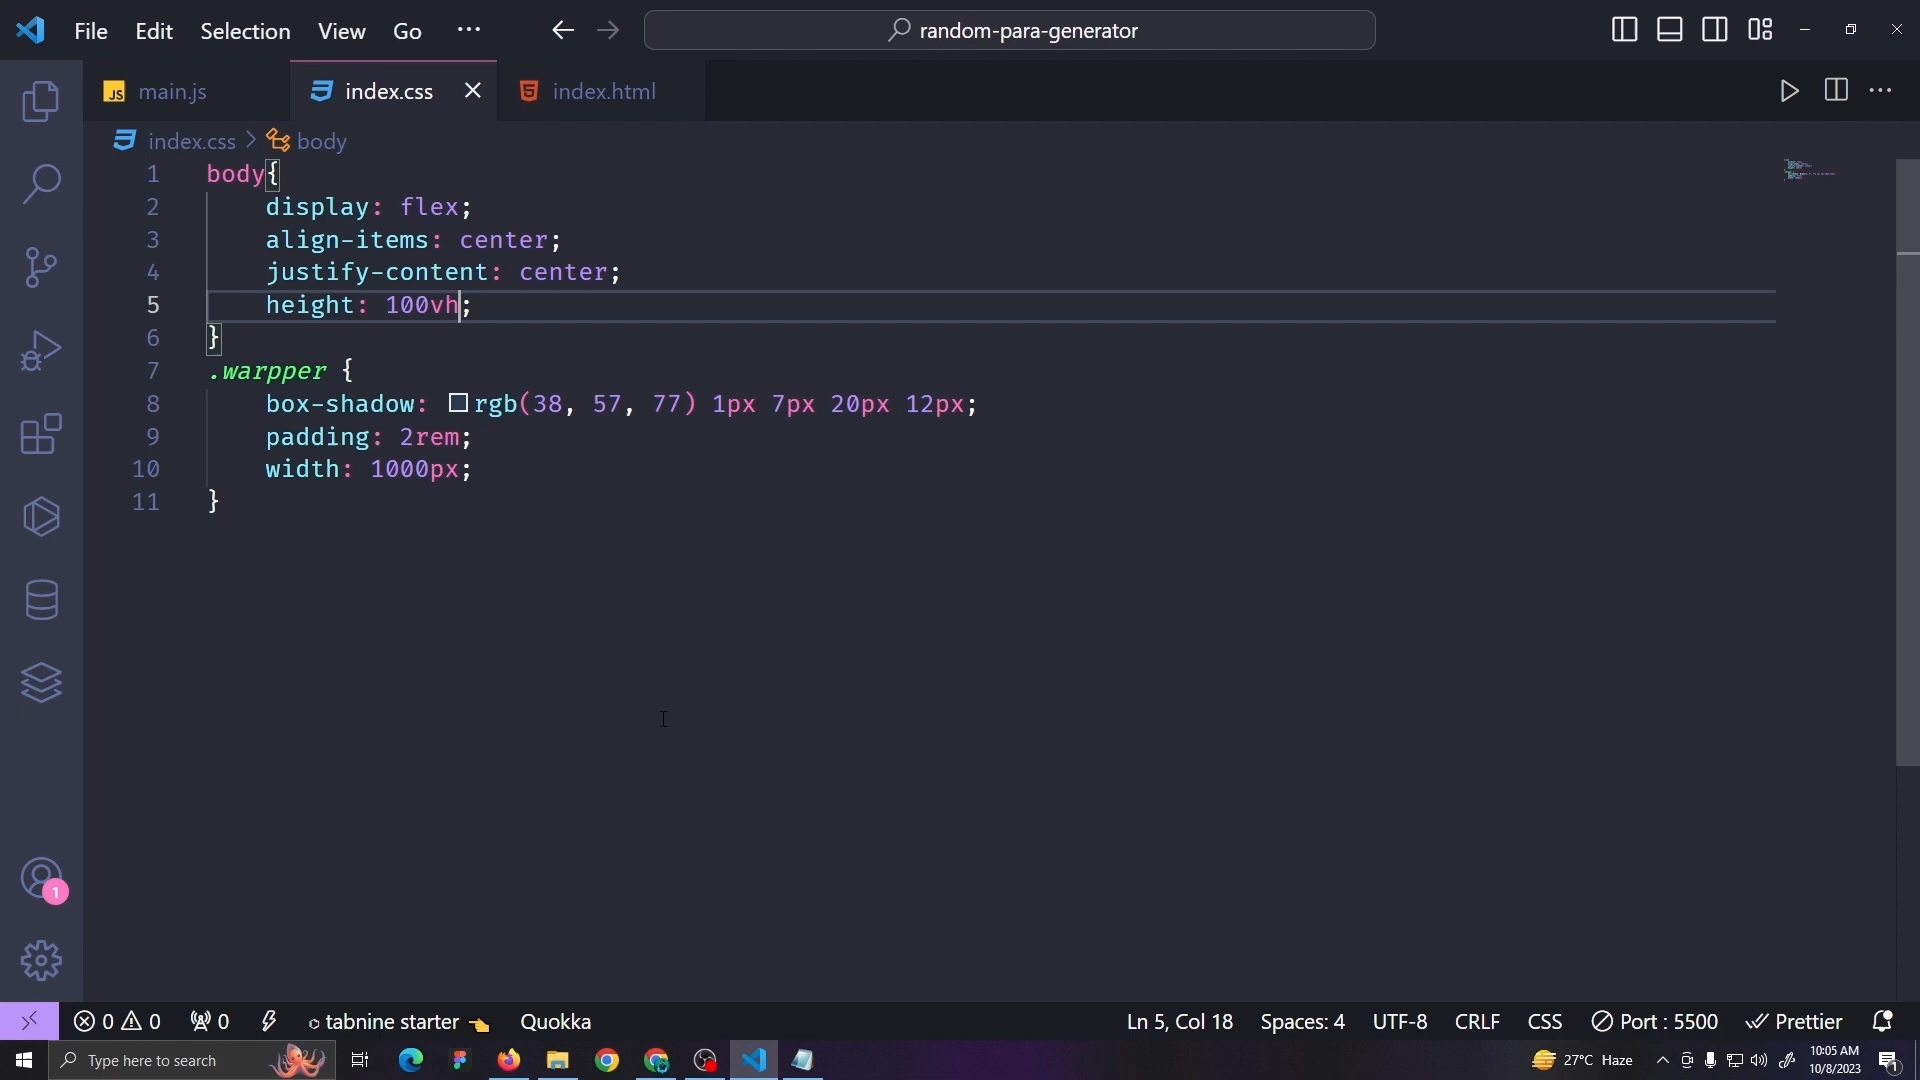 File Edit Selection View Go ··· random-para-generator
JS main.js index.css index.html
index.css > body
1 body{
2 display: flex;
3 align-items: center;
4 justify-content: center;
5 height: 100vh;
6 }
7 .warpper {
8 box-shadow: rgb(38, 57, 77) 1px 7px 20px 12px;
9 padding: 2rem;
10 width: 1000px;
11 }
1
0 0 0 tabnine starter Quokka Ln 5, Col 18 Spaces: 4 UTF-8 CRLF CSS Port : 5500 Prettier
Type here to search 27°C Haze 10:05 AM
10/8/2023
1